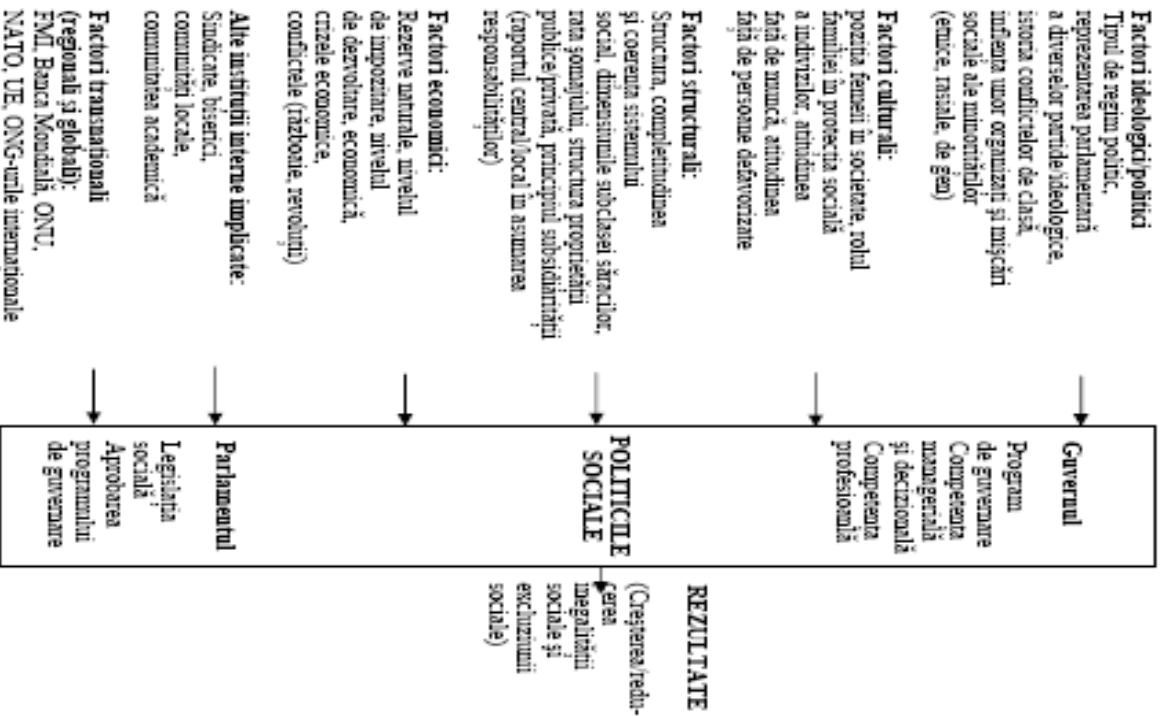 Factori ideologici/politici
Tipul de regim politic,
reprezentarea parlamentară
a diverselor partide/ideologice,
istoria conflictelor de clasă,
influența unor organizații și mișcări
sociale ale minorităților
(etnice, rasiale, de gen)
Factori culturali:
poziția femeii în societate, rolul
familiei în protecția socială
a indivizilor, atitudinea
față de muncă, atitudinea
față de persoane defavorizate
Factori structurali:
Structura, completitudinea
și coerența sistemului
social, dimensiunile subclasei săracilor,
rata șomajului, structura proprietății
publice/privată, principiul subsidiarității
(raportul central/local în asumarea
responsabilităților)
Factori economici:
Rezerve naturale, nivelul
de impozitare, nivelul
de dezvoltare, economică,
crizele economice,
conflictele (războaie, revoluții)
Alte instituții interne implicate:
Sindicate, biserici,
comunități locale,
comunitatea academică
Factori transnaționali
(regionali și globali):
FMI, Banca Mondială, ONU,
NATO, UE, ONG-urile internaționale
Guvernul
Program
de guvernare
Competența
managerială
și decizională
Competența
profesioanlă
POLITICILE
SOCIALE
Parlamentul
Legislația
socială
Aprobarea
programului
de guvernare
REZULTATE
(Creșterea/redu-
cerea
inegalității
sociale și
excluziunii
sociale)